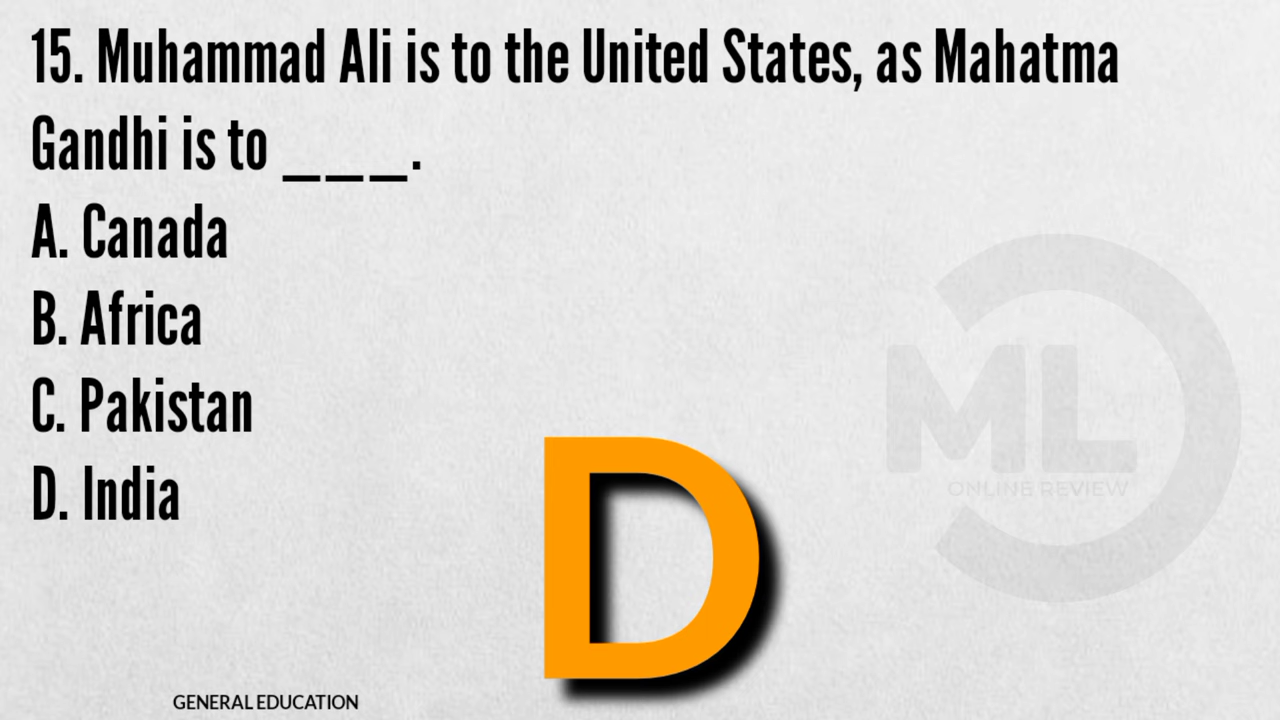 15. Muhammad Ali is to the United States, as Mahatma
Gandhi is to ___.
A. Canada
B. Africa
C. Pakistan
D. India
D
ML
ONLINE REVIEW
GENERAL EDUCATION